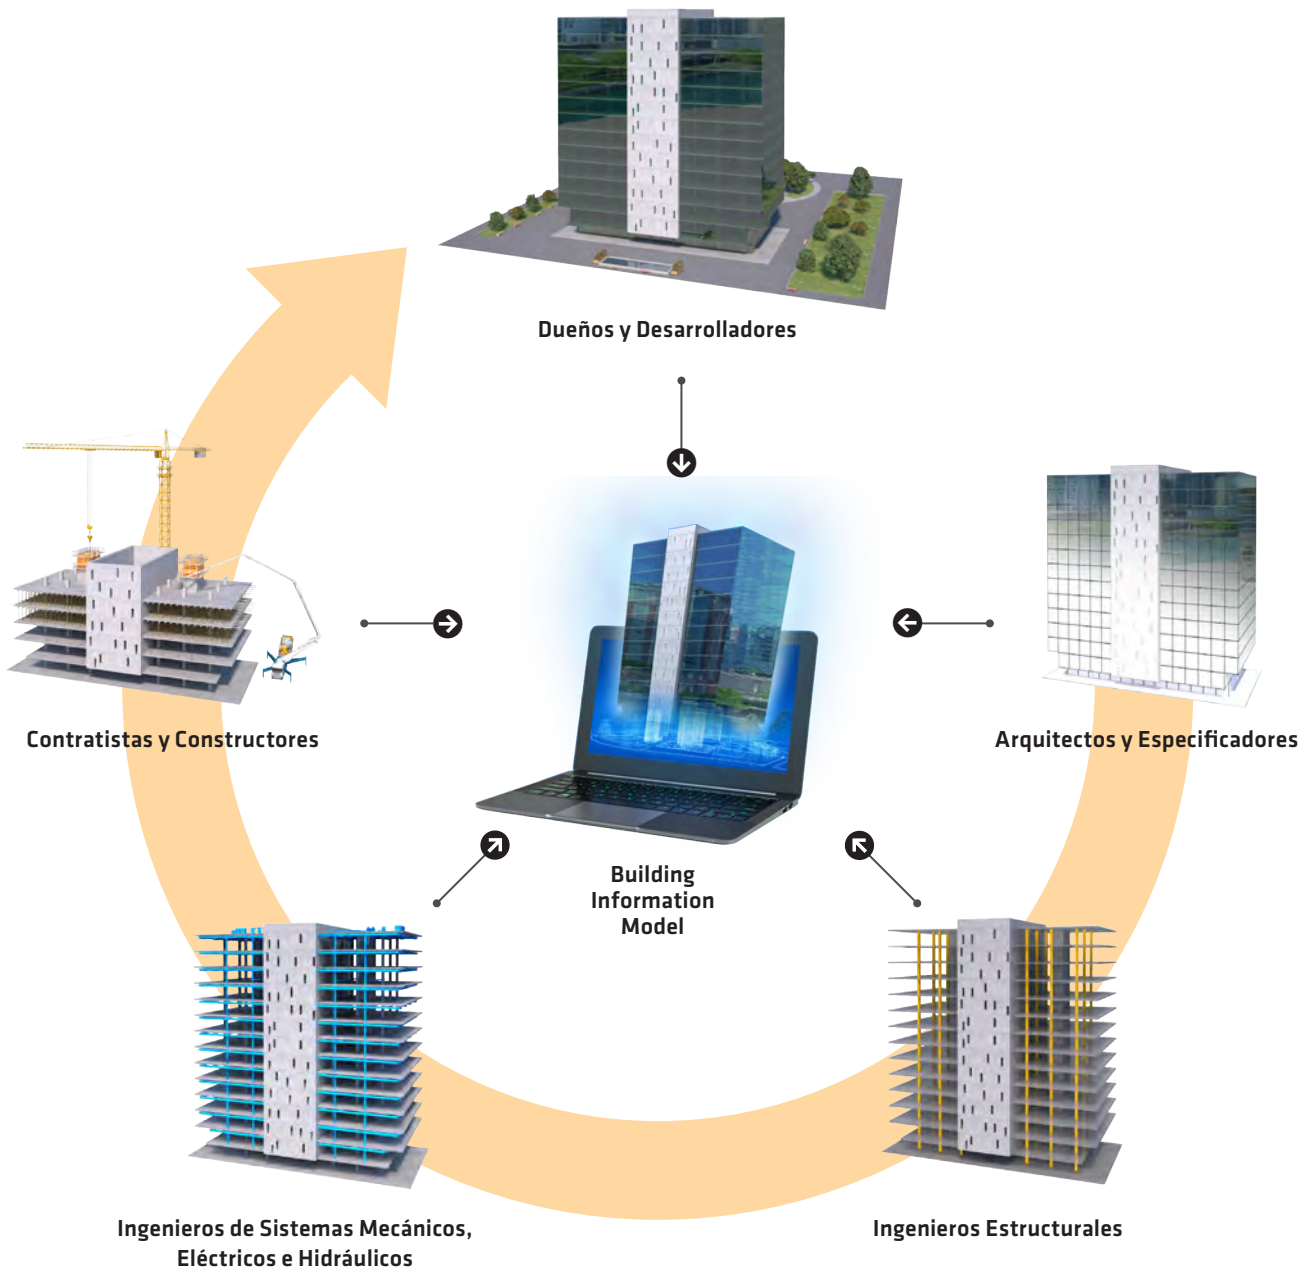 Dueños y Desarrolladores
Contratistas y Constructores
Arquitectos y Especificadores
Building
Information
Model
Ingenieros de Sistemas Mecánicos,
Eléctricos e Hidráulicos
Ingenieros Estructurales